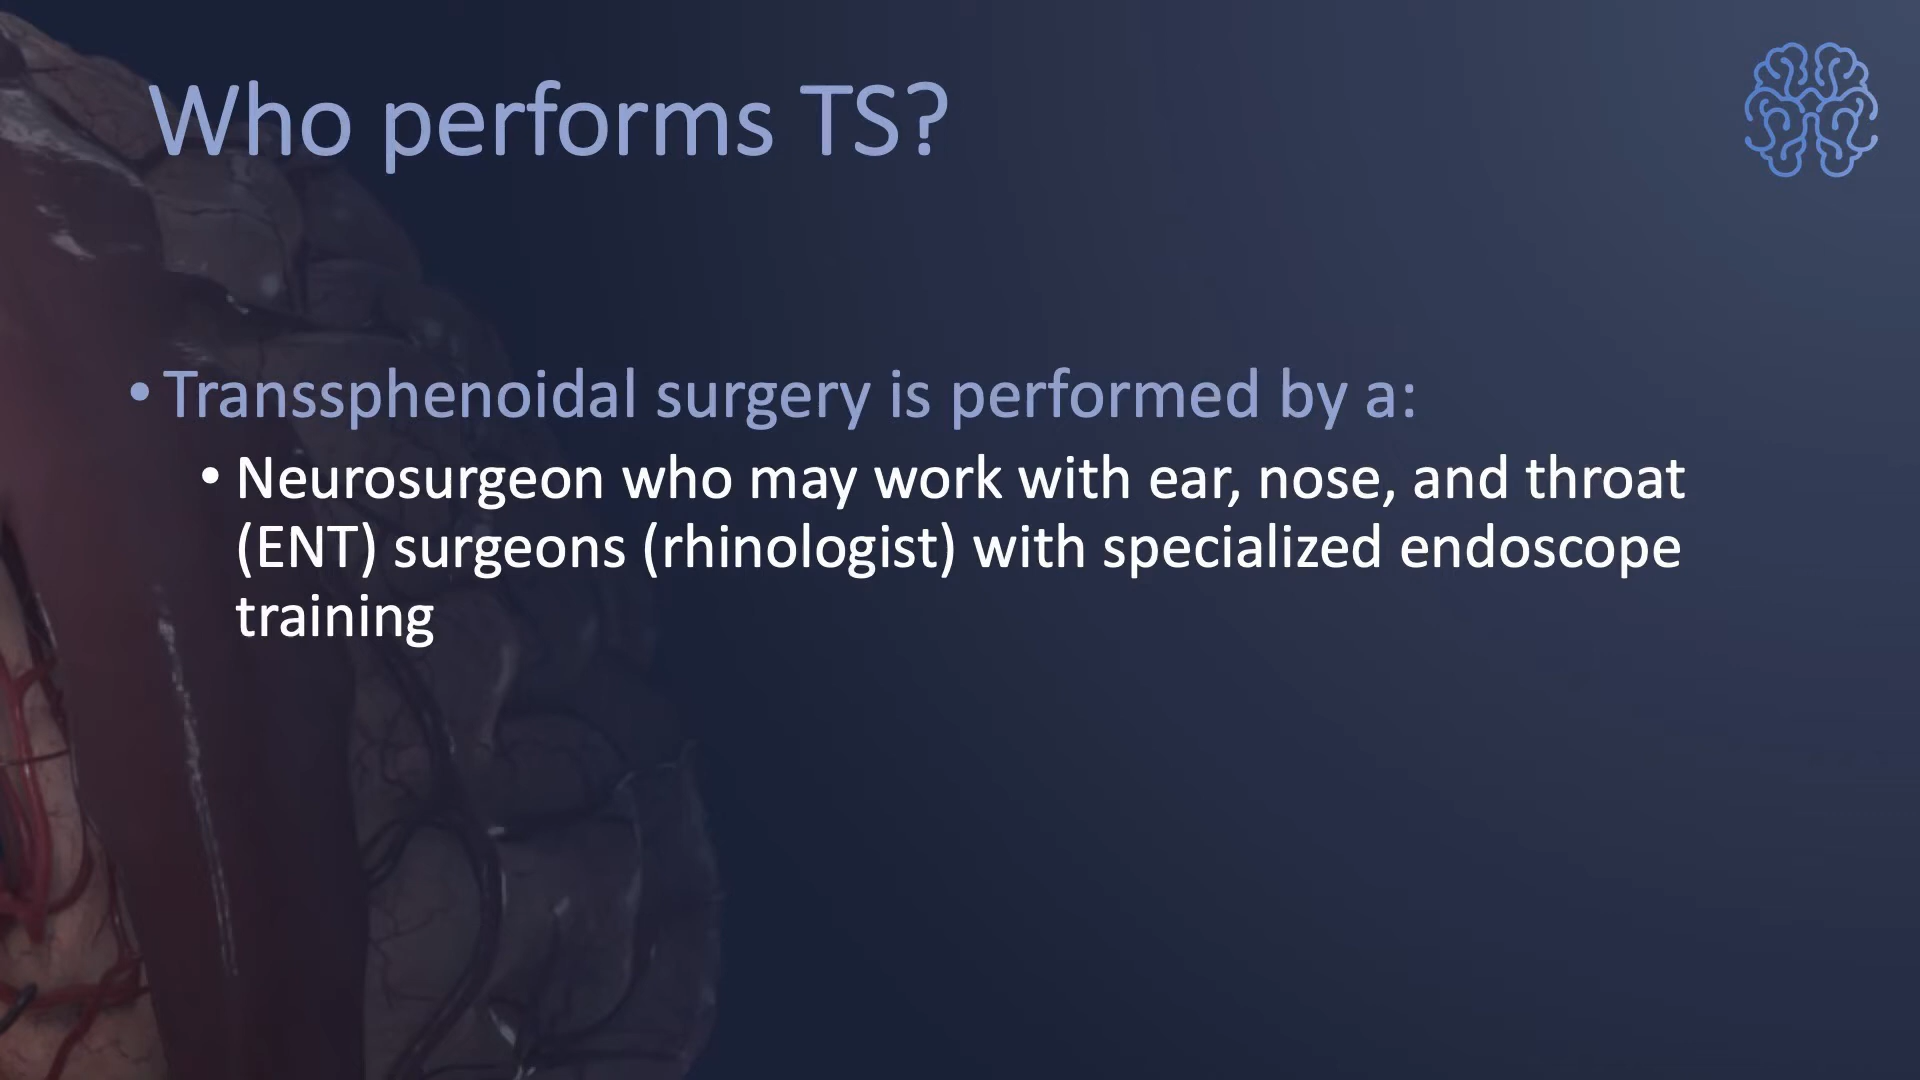 Who performs TS?
• Transsphenoidal surgery is performed by a:
• Neurosurgeon who may work with ear, nose, and throat
(ENT) surgeons (rhinologist) with specialized endoscope
training